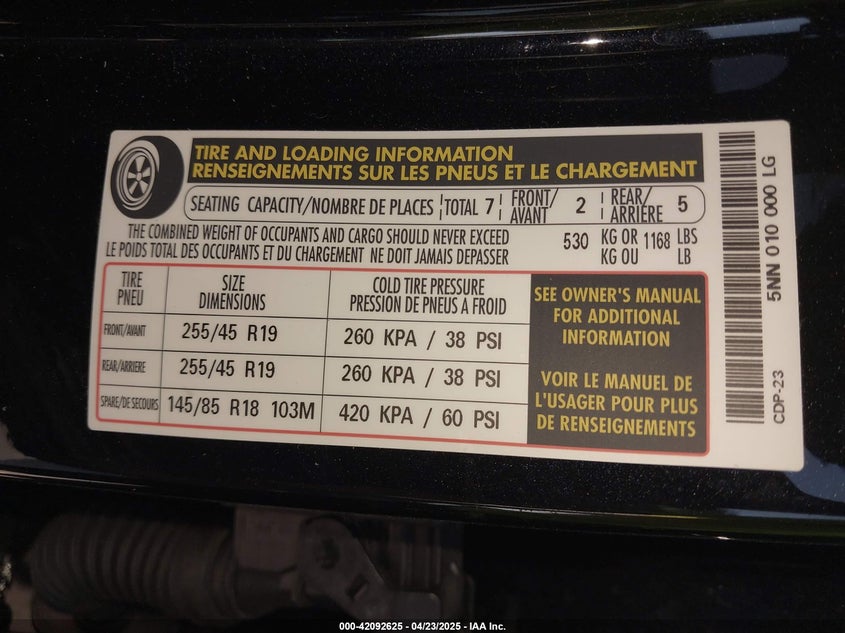 TIRE AND LOADING INFORMATION
RENSEIGNEMENTS SUR LES PNEUS ET LE CHARGEMENT
SEATING CAPACITY/NOMBRE DE PLACES TOTAL 7 FRONT/AVANT 2 REAR/ARRIÈRE 5
THE COMBINED WEIGHT OF OCCUPANTS AND CARGO SHOULD NEVER EXCEED 530 KG OR 1168 LBS
LE POIDS TOTAL DES OCCUPANTS ET DU CHARGEMENT NE DOIT JAMAIS DEPASSER KG OU LB
TIRE
PNEU
SIZE
DIMENSIONS
COLD TIRE PRESSURE
PRESSION DE PNEUS A FROID
FRONT/AVANT 255/45 R19 260 KPA / 38 PSI
REAR/ARRIERE 255/45 R19 260 KPA / 38 PSI
SPARE/DE SECOURS 145/85 R18 103M 420 KPA / 60 PSI
SEE OWNER'S MANUAL
FOR ADDITIONAL
INFORMATION
VOIR LE MANUEL DE
L'USAGER POUR PLUS
DE RENSEIGNEMENTS
5NN 010 000 LG
CDP-23
000-42092625 - 04/23/2025 - IAA Inc.